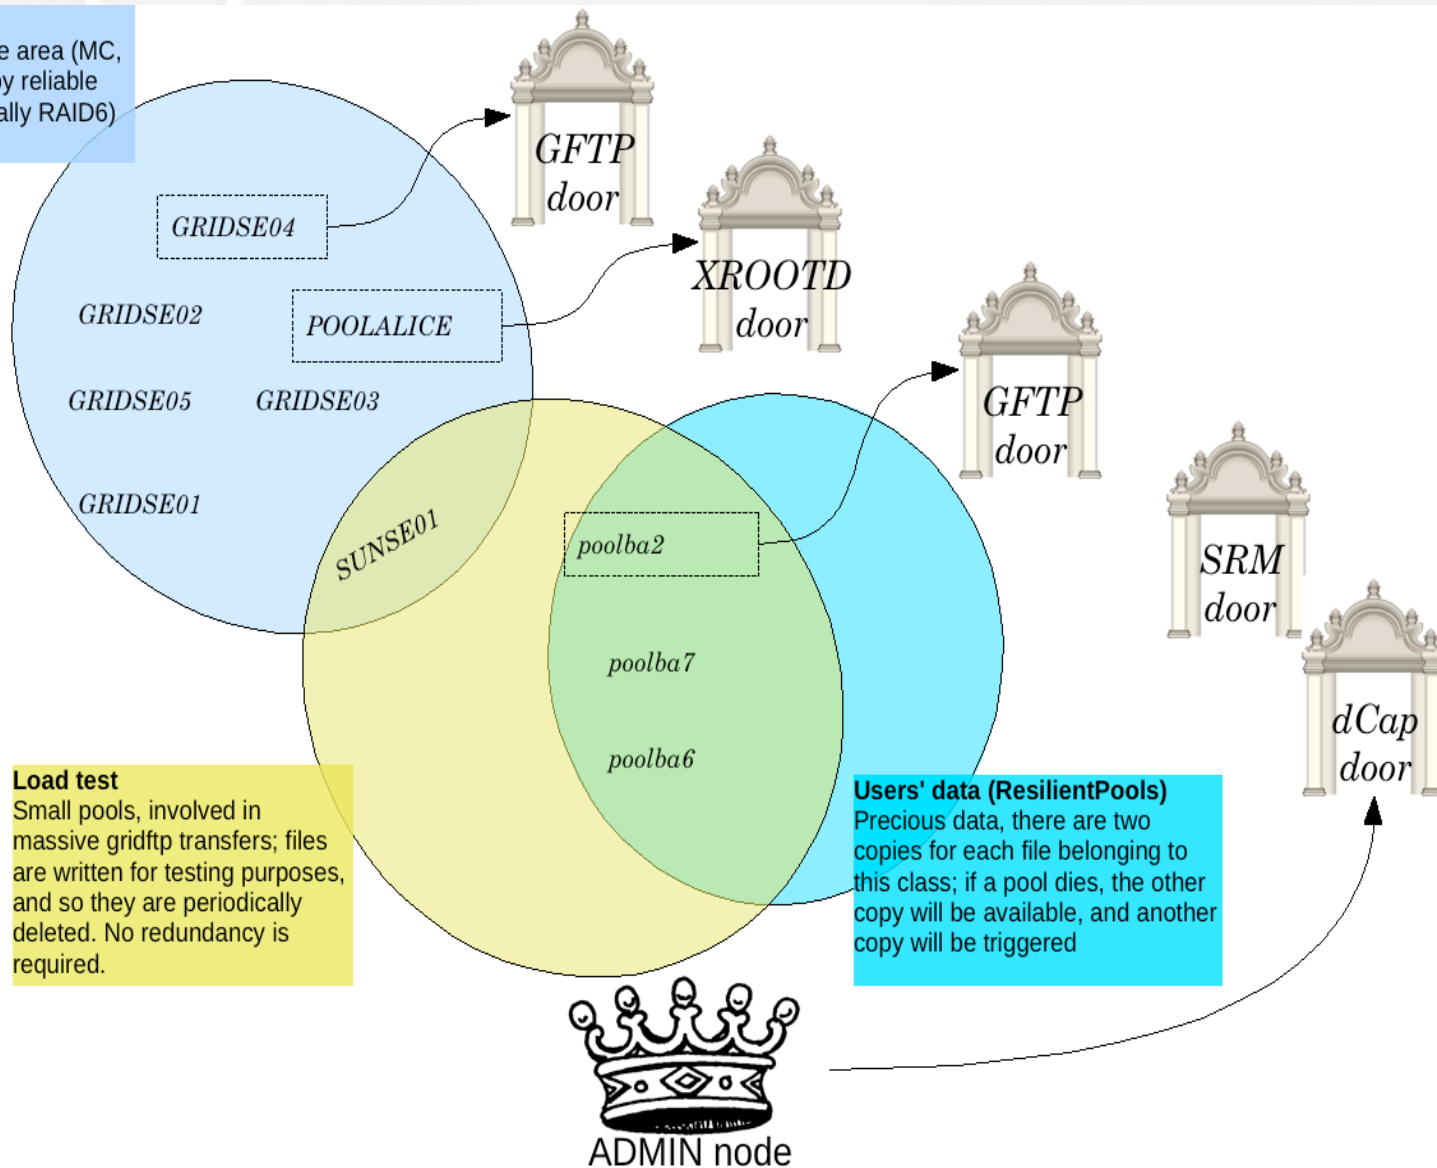 e area (MC,
by reliable
ally RAID6)
GFTP
door
GRIDSE04
XROOTD
door
GRIDSE02
POOLALICE
GRIDSE05
GRIDSE03
GFTP
door
GRIDSE01
SUNSE01
poolba2
SRM
door
poolba7
poolba6
dCap
door
Load test
Small pools, involved in
massive gridftp transfers; files
are written for testing purposes,
and so they are periodically
deleted. No redundancy is
required.
Users' data (ResilientPools)
Precious data, there are two
copies for each file belonging to
this class; if a pool dies, the other
copy will be available, and another
copy will be triggered
ADMIN node